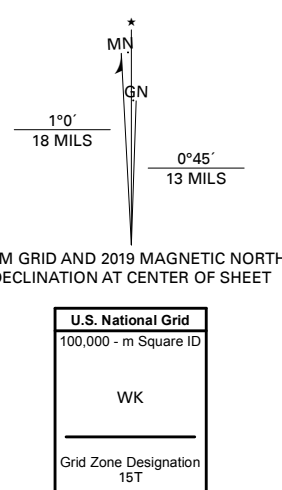 MN
GN
1°0´
18 MILS
0°45´
13 MILS
M GRID AND 2019 MAGNETIC NORTH
DECLINATION AT CENTER OF SHEET
U.S. National Grid
100,000 - m Square ID
WK
Grid Zone Designation
15T